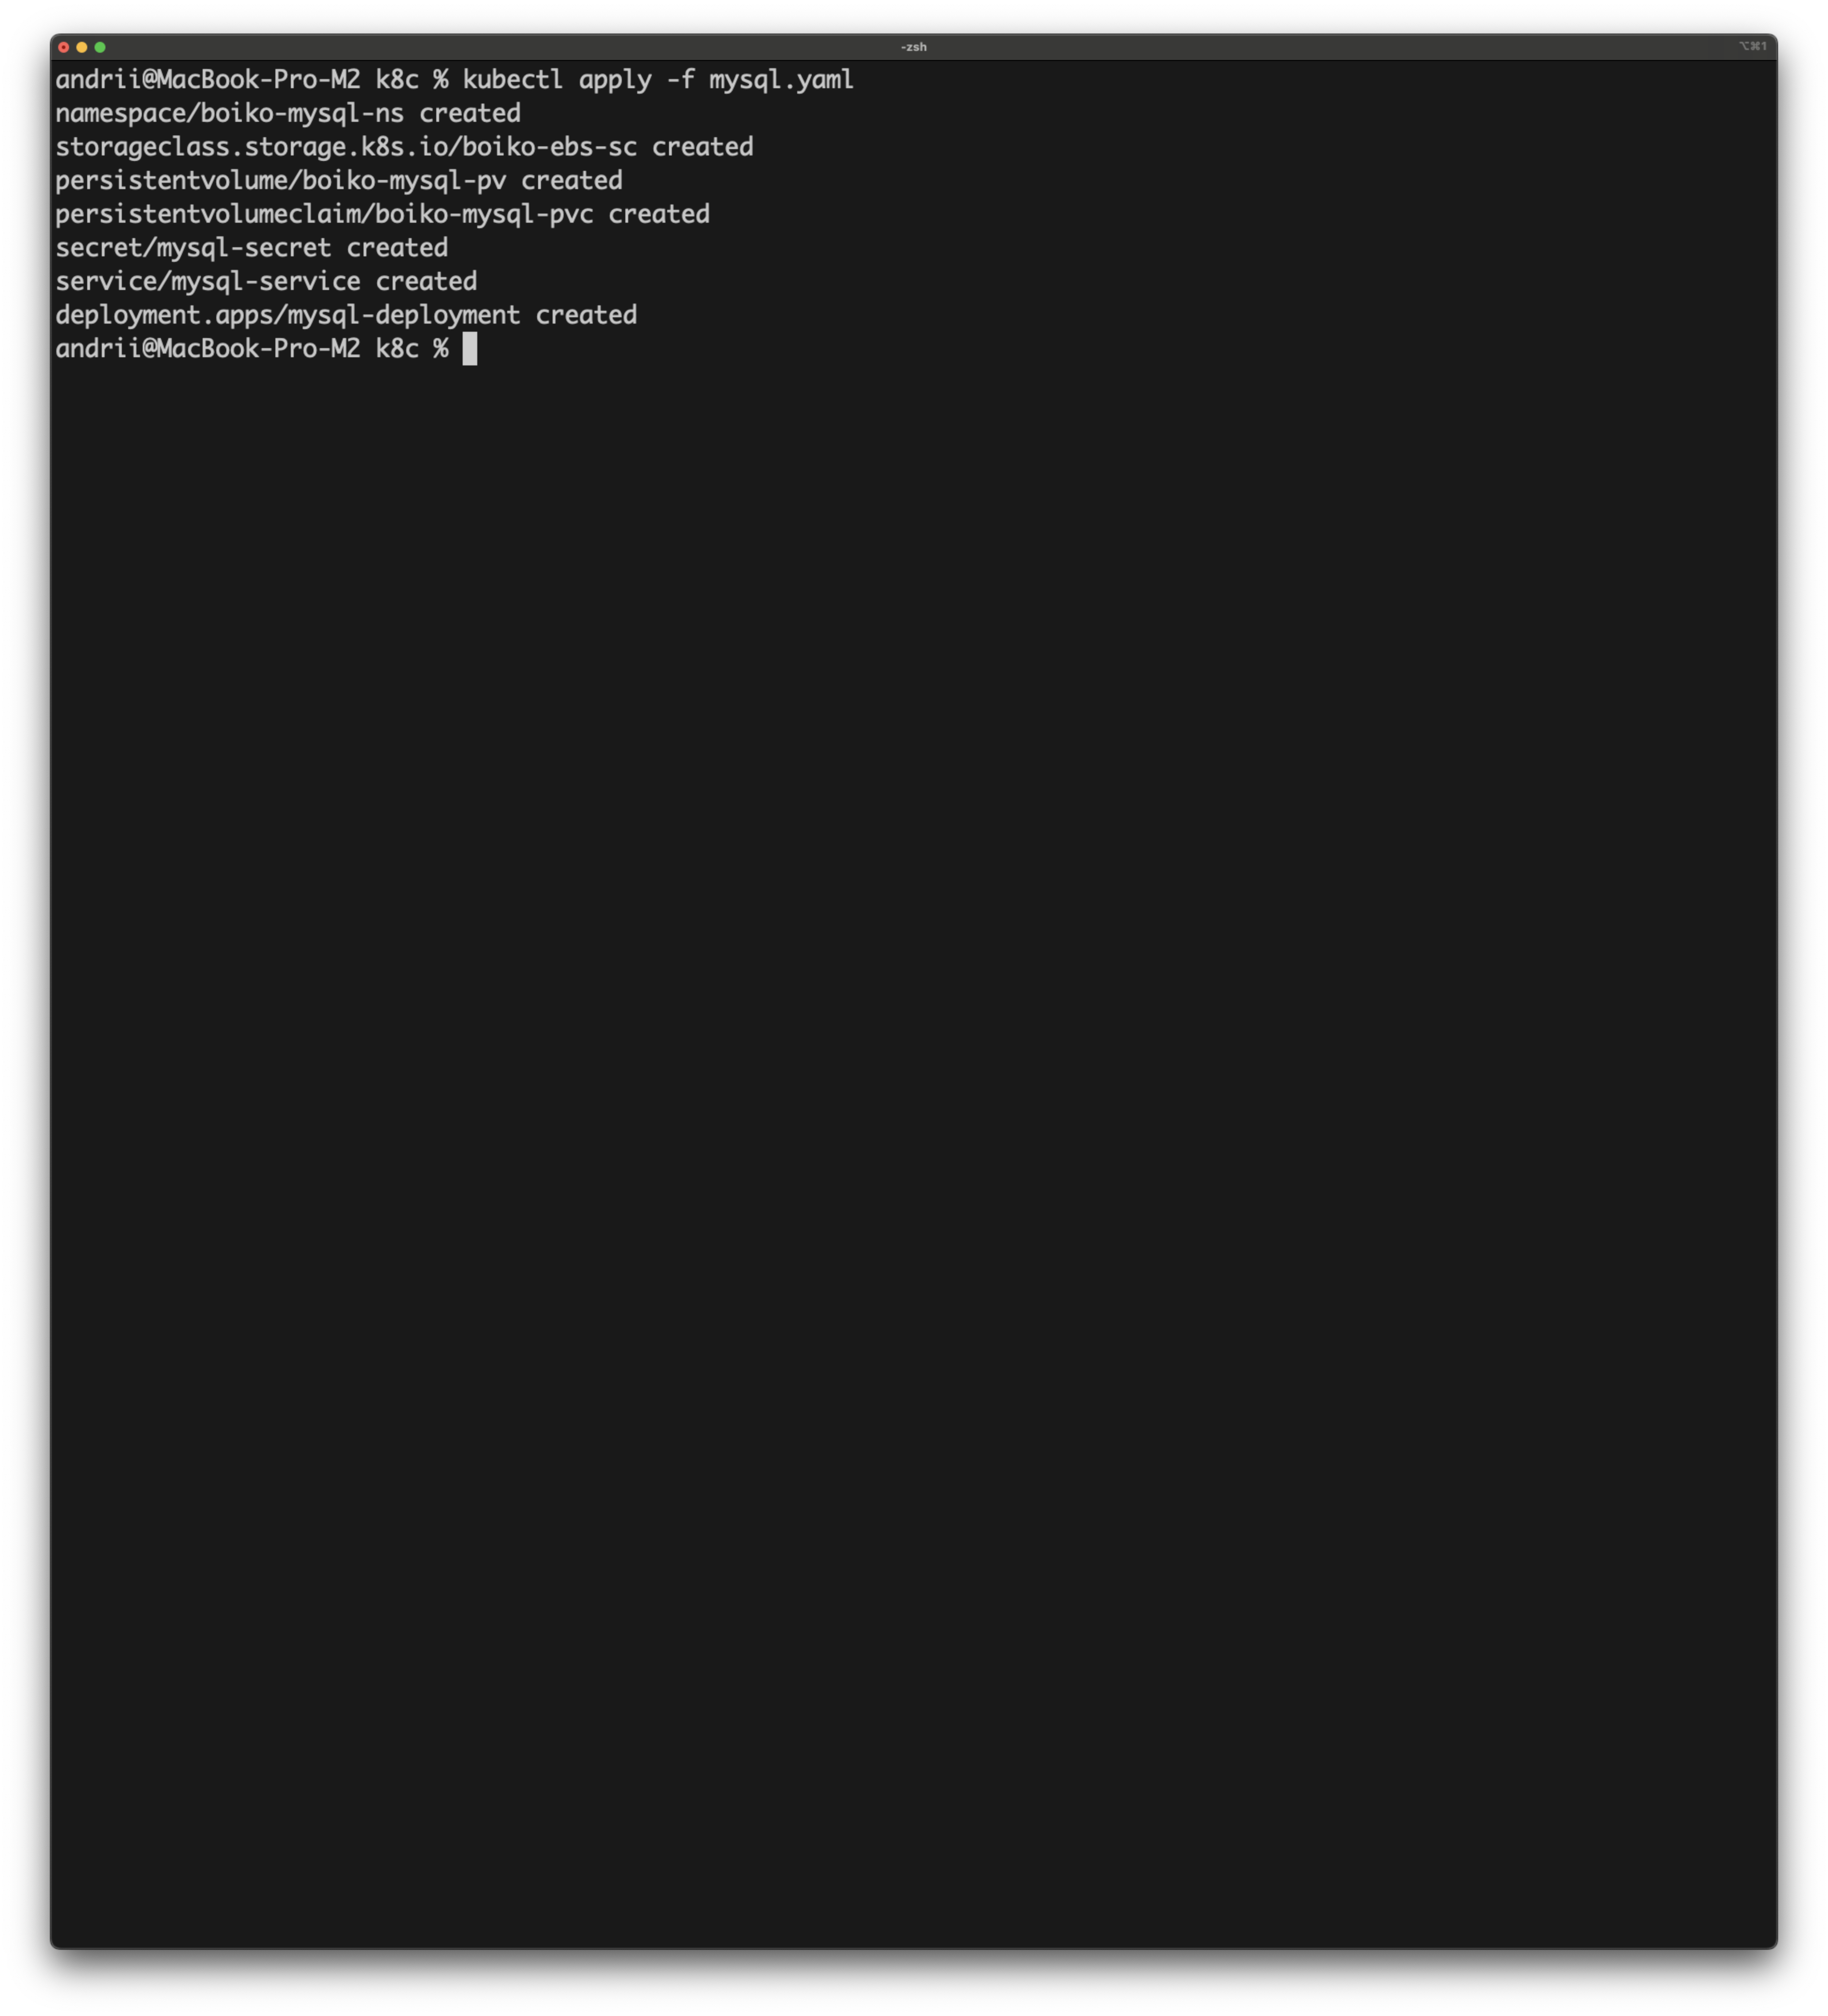 -zsh
⌥⌘1
andrii@MacBook-Pro-M2 k8c % kubectl apply -f mysql.yaml
namespace/boiko-mysql-ns created
storageclass.storage.k8s.io/boiko-ebs-sc created
persistentvolume/boiko-mysql-pv created
persistentvolumeclaim/boiko-mysql-pvc created
secret/mysql-secret created
service/mysql-service created
deployment.apps/mysql-deployment created
andrii@MacBook-Pro-M2 k8c %